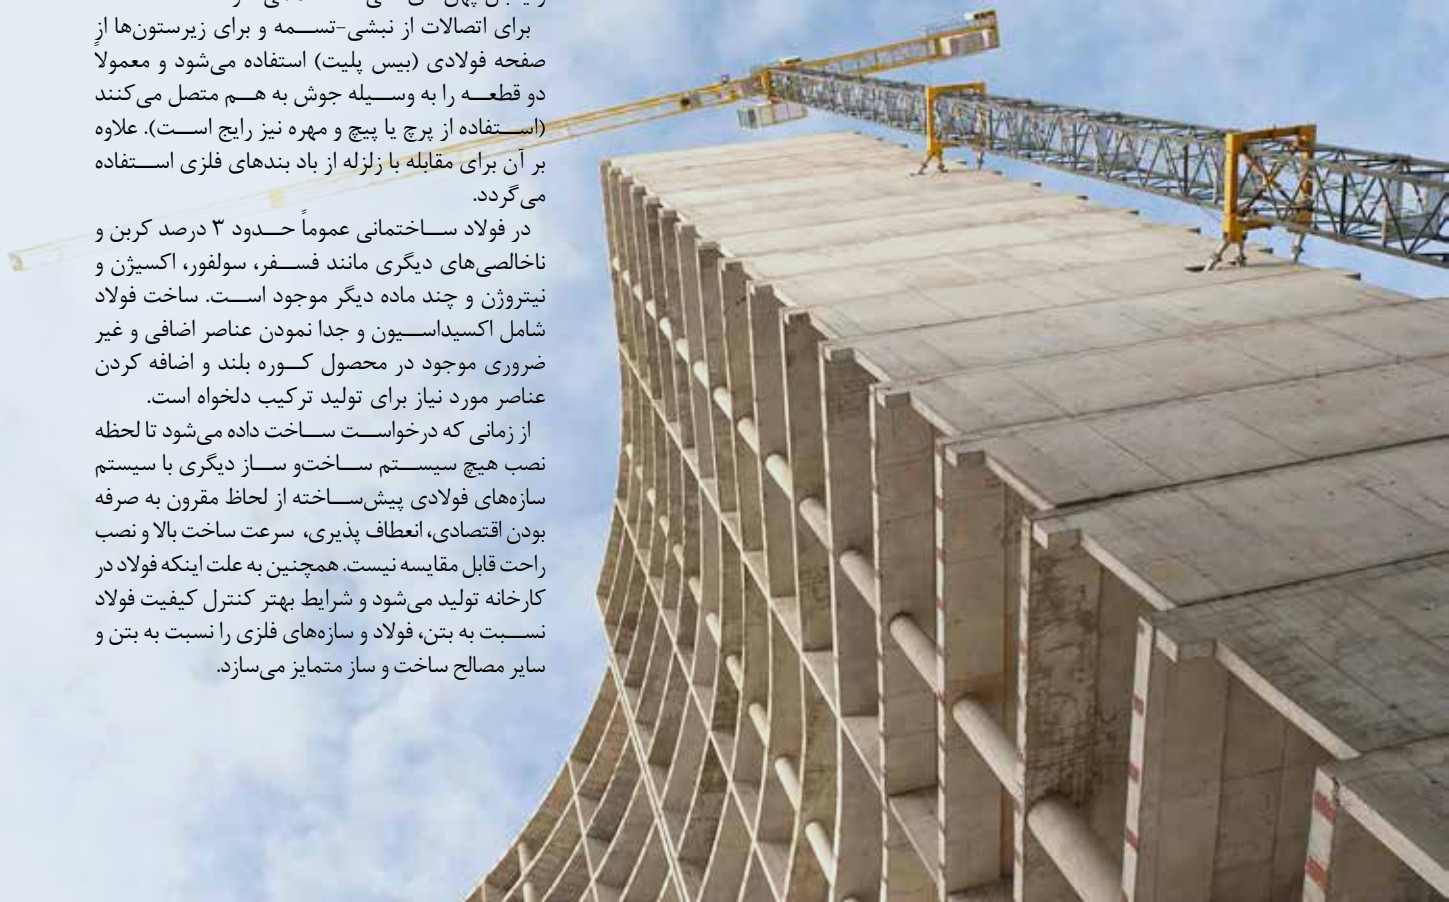 برای اتصالات از نبشی-تسمه و برای زیرستون‌ها از
صفحه فولادی (بیس پلیت) استفاده می‌شود و معمولاً
دو قطعه را به وسیله جوش به هم متصل می‌کنند
(استفاده از پرچ یا پیچ و مهره نیز رایج است). علاوه
بر آن برای مقابله با زلزله از باد بندهای فلزی استفاده
می‌گردد.
در فولاد ساختمانی عموماً حدود ۳ درصد کربن و
ناخالصی‌های دیگری مانند فسفر، سولفور، اکسیژن و
نیتروژن و چند ماده دیگر موجود است. ساخت فولاد
شامل اکسیداسیون و جدا نمودن عناصر اضافی و غیر
ضروری موجود در محصول کوره بلند و اضافه کردن
عناصر مورد نیاز برای تولید ترکیب دلخواه است.
از زمانی که درخواست ساخت داده می‌شود تا لحظه
نصب هیچ سیستم ساخت‌و ساز دیگری با سیستم
سازه‌های فولادی پیش‌ساخته از لحاظ مقرون به صرفه
بودن اقتصادی، انعطاف پذیری، سرعت ساخت بالا و نصب
راحت قابل مقایسه نیست. همچنین به علت اینکه فولاد در
کارخانه تولید می‌شود و شرایط بهتر کنترل کیفیت فولاد
نسبت به بتن، فولاد و سازه‌های فلزی را نسبت به بتن و
سایر مصالح ساخت و ساز متمایز می‌سازد.